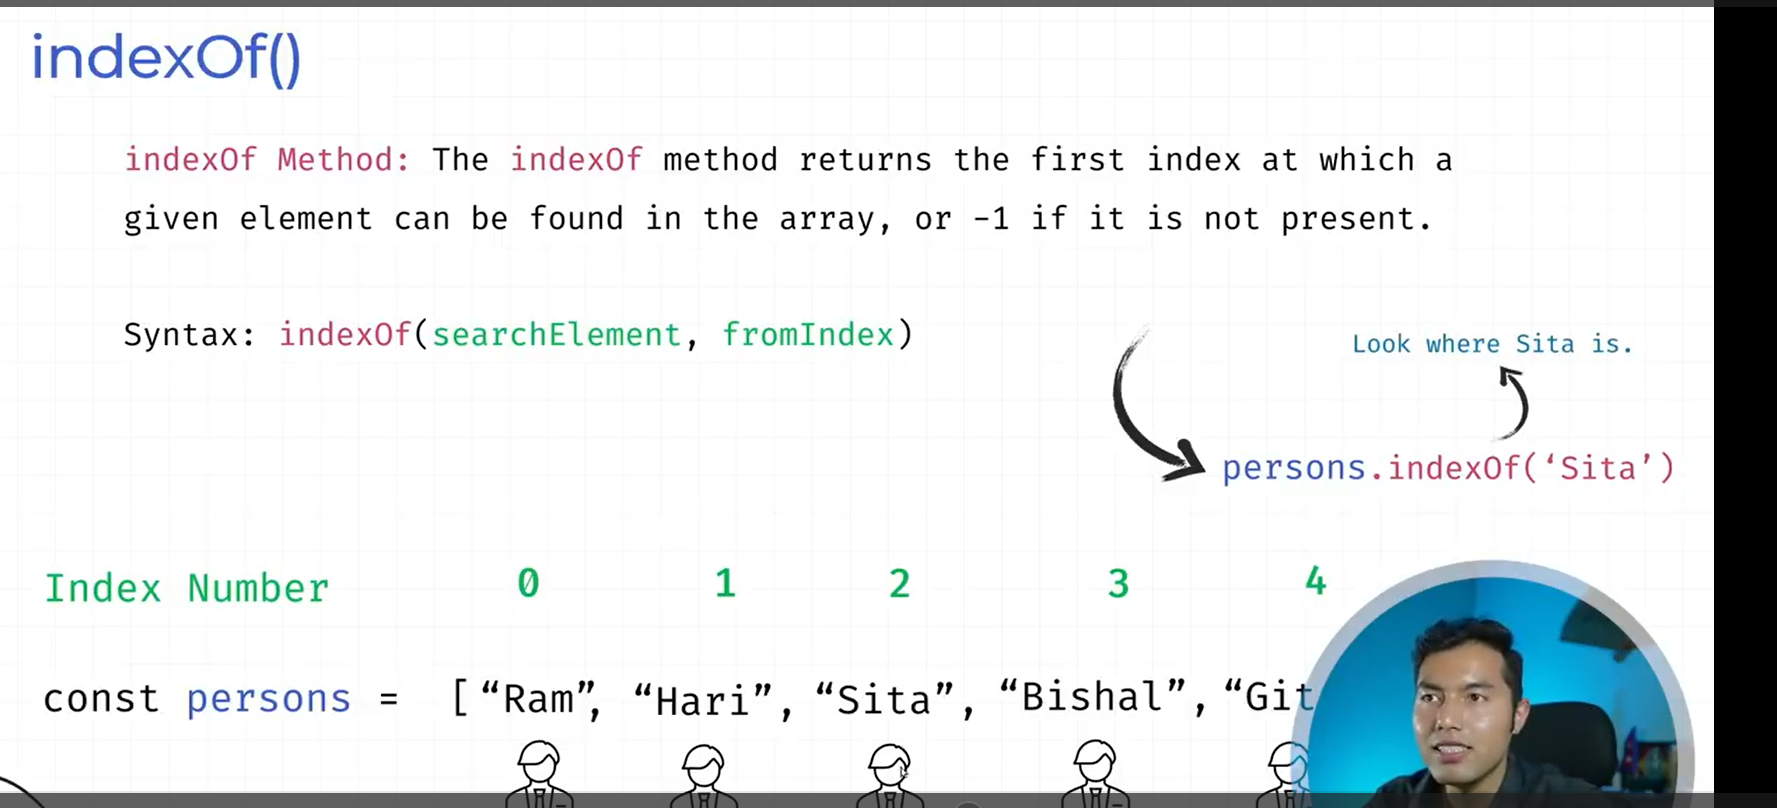 indexOf()
indexOf Method: The indexOf method returns the first index at which a
given element can be found in the array, or -1 if it is not present.
Syntax: indexOf(searchElement, fromIndex)
Look where Sita is.
persons.indexOf(‘Sita’)
Index Number 0 1 2 3 4
const persons = [“Ram”, “Hari”, “Sita”, “Bishal”, “Git